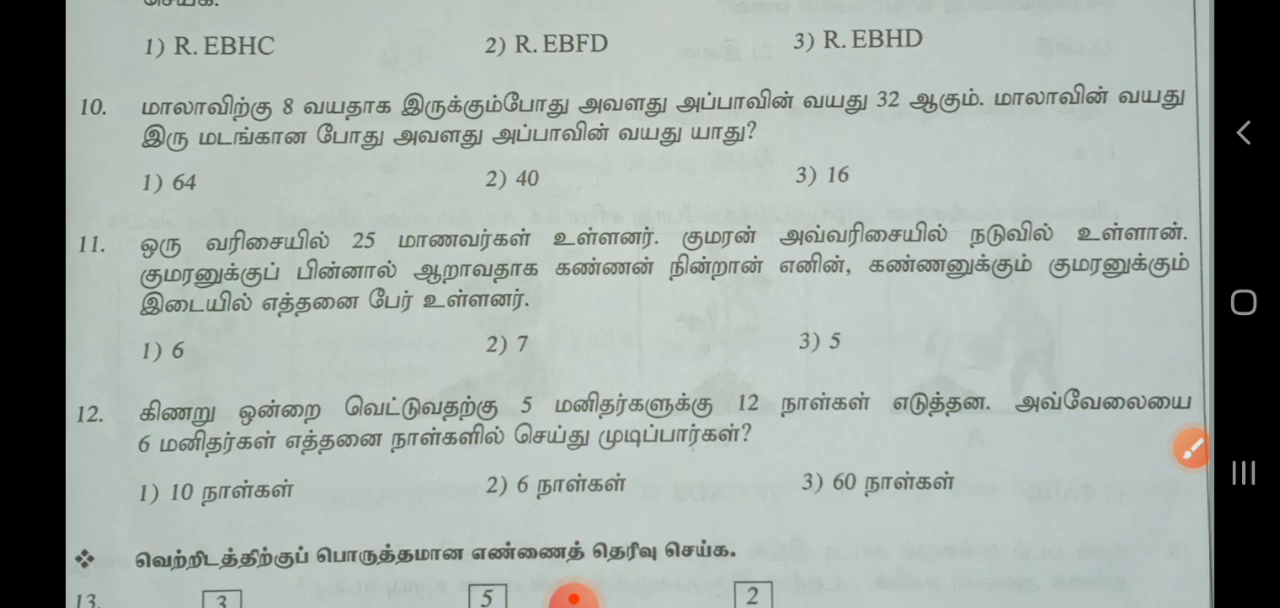 செய்க.
1) R. EBHC 2) R. EBFD 3) R. EBHD
10. மாலாவிற்கு 8 வயதாக இருக்கும்போது அவளது அப்பாவின் வயது 32 ஆகும். மாலாவின் வயது
இரு மடங்கான போது அவளது அப்பாவின் வயது யாது?
1) 64 2) 40 3) 16
11. ஒரு வரிசையில் 25 மாணவர்கள் உள்ளனர். குமரன் அவ்வரிசையில் நடுவில் உள்ளான்.
குமரனுக்குப் பின்னால் ஆறாவதாக கண்ணன் நின்றான் எனின், கண்ணனுக்கும் குமரனுக்கும்
இடையில் எத்தனை பேர் உள்ளனர்.
1) 6 2) 7 3) 5
12. கிணறு ஒன்றை வெட்டுவதற்கு 5 மனிதர்களுக்கு 12 நாள்கள் எடுத்தன. அவ்வேலையை
6 மனிதர்கள் எத்தனை நாள்களில் செய்து முடிப்பார்கள்?
1) 10 நாள்கள் 2) 6 நாள்கள் 3) 60 நாள்கள்
❖ வெற்றிடத்திற்குப் பொருத்தமான எண்ணைத் தெரிவு செய்க.
13. 3 5 2